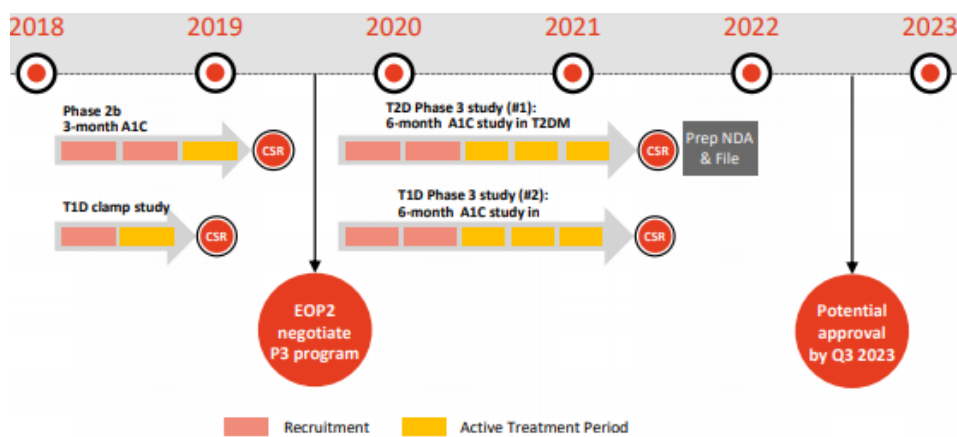 2018 2019 2020 2021 2022 2023
Phase 2b
3-month A1C
CSR
T2D Phase 3 study (#1):
6-month A1C study in T2DM
CSR
Prep NDA
& File
T1D clamp study
CSR
T1D Phase 3 study (#2):
6-month A1C study in
CSR
EOP2
negotiate
P3 program
Potential
approval
by Q3 2023
Recruitment
Active Treatment Period